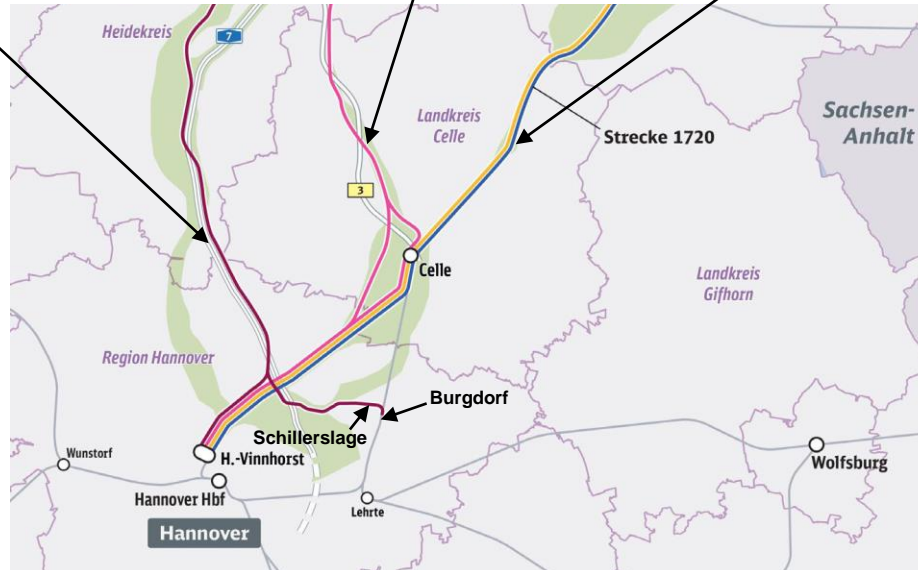 Heidekreis
7
Landkreis
Celle
Strecke 1720
Sachsen-
Anhalt
3
Celle
Landkreis
Gifhorn
Region Hannover
Burgdorf
Schillerslage
Wunstorf
H.-Vinnhorst
Wolfsburg
Hannover Hbf
Lehrte
Hannover